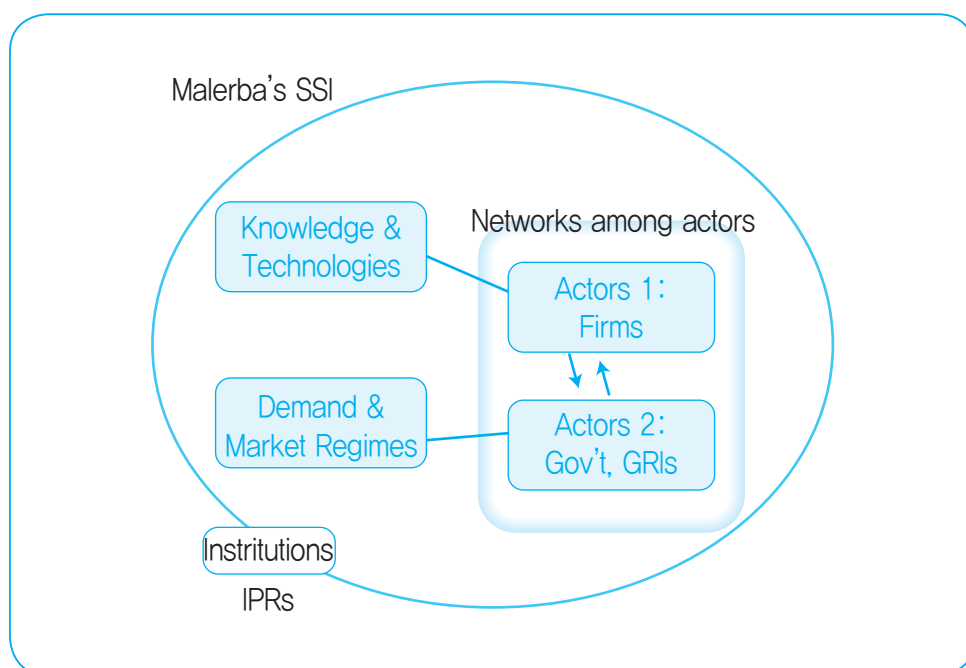 Malerba's SSI
Knowledge &
Technologies
Networks among actors
Actors 1:
Firms
Demand &
Market Regimes
Actors 2:
Gov't, GRIs
Instritutions
IPRs